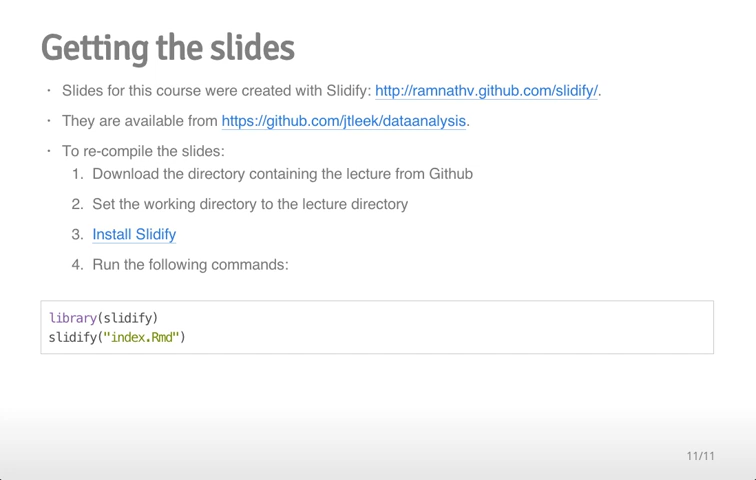 Getting the slides
· Slides for this course were created with Slidify: http://ramnathv.github.com/slidify/.
· They are available from https://github.com/jtleek/dataanalysis.
· To re-compile the slides:
1. Download the directory containing the lecture from Github
2. Set the working directory to the lecture directory
3. Install Slidify
4. Run the following commands:
library(slidify)
slidify("index.Rmd")
11/11